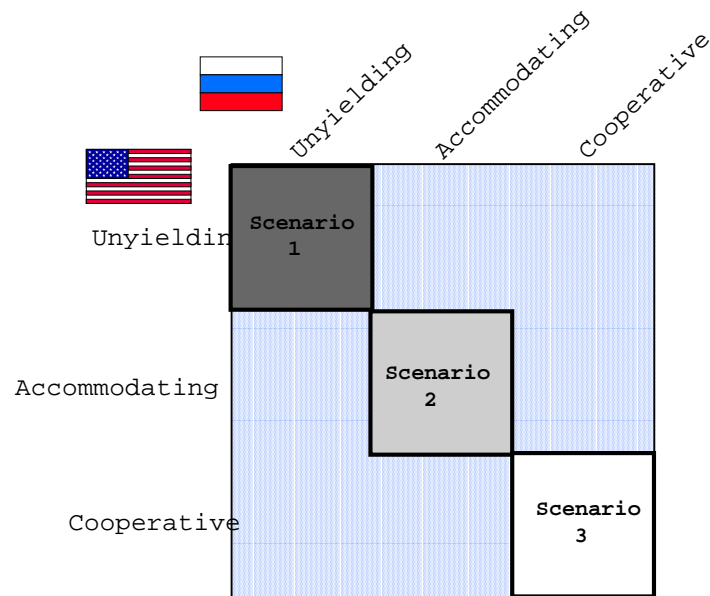 Unyielding
Accommodating
Cooperative
Unyieldin
Scenario
1
Accommodating
Scenario
2
Cooperative
Scenario
3